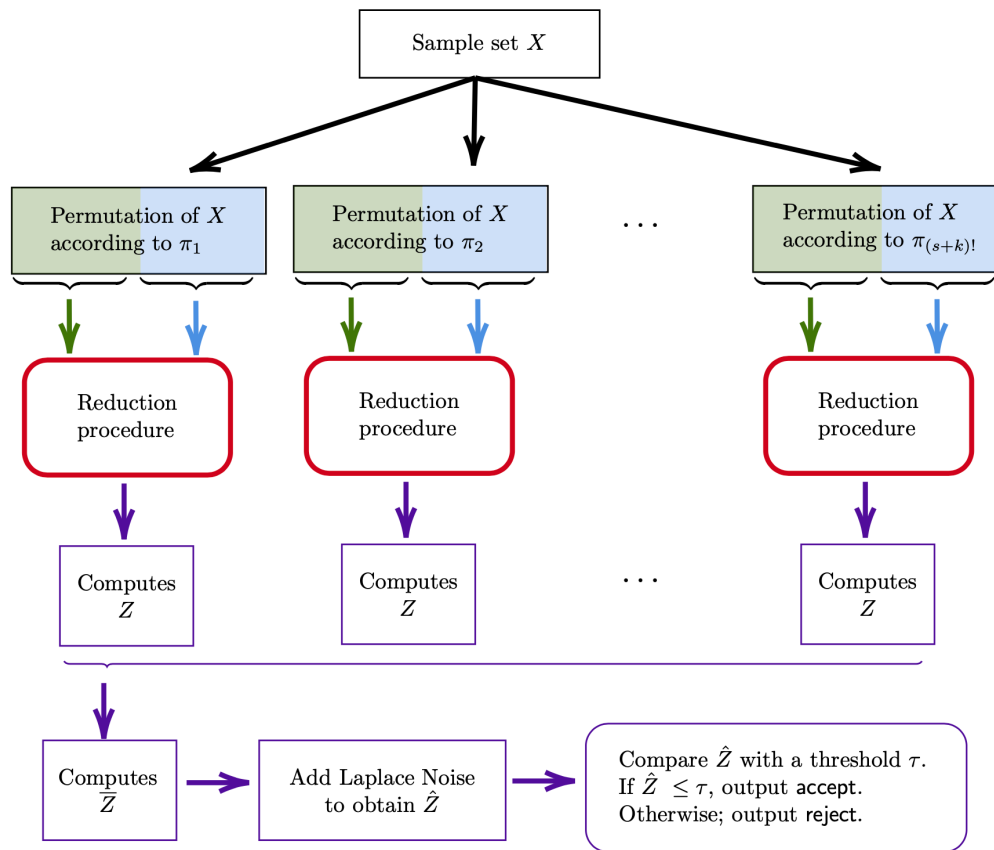 Sample set X
Permutation of X
according to π₁
Permutation of X
according to π₂
. . .
Permutation of X
according to π₍ₛ₊ₖ₎!
Reduction
procedure
Reduction
procedure
Reduction
procedure
Computes
Z
Computes
Z
. . .
Computes
Z
Computes
Z̅
Add Laplace Noise
to obtain Ẑ
Compare Ẑ with a threshold τ.
If Ẑ ≤ τ, output accept.
Otherwise; output reject.